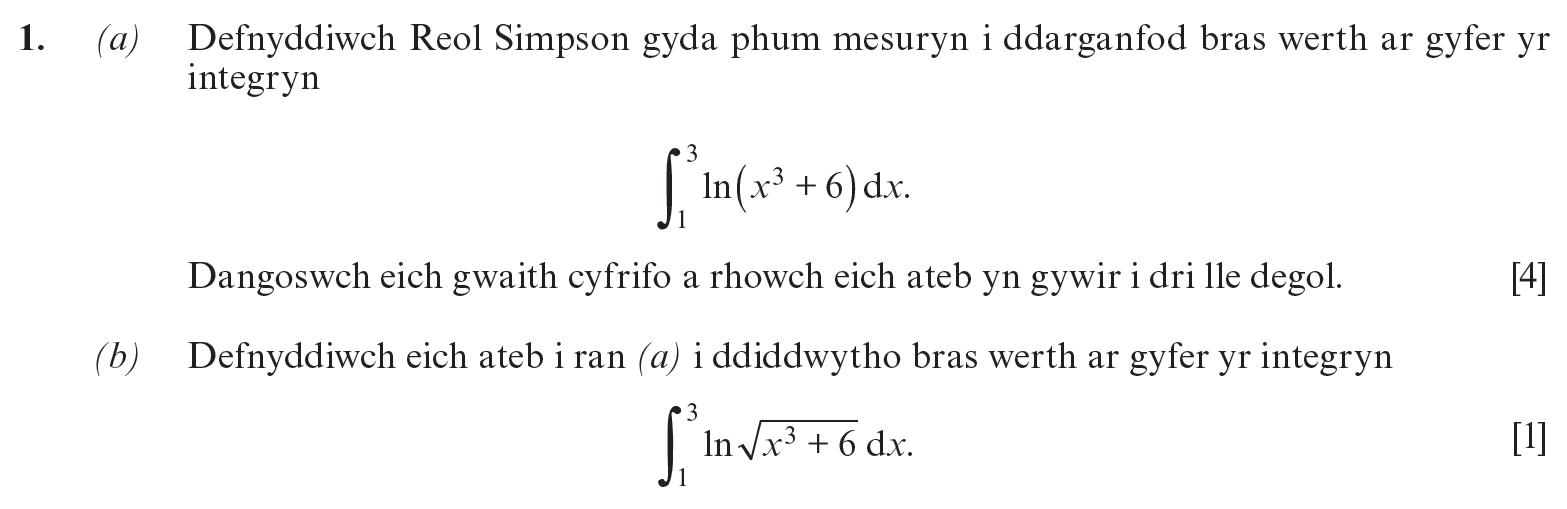 1. (a) Defnyddiwch Reol Simpson gyda phum mesuryn i ddarganfod bras werth ar gyfer yr
integryn
∫₁³ ln(x³ + 6) dx.
Dangoswch eich gwaith cyfrifo a rhowch eich ateb yn gywir i dri lle degol. [4]
(b) Defnyddiwch eich ateb i ran (a) i ddiddwytho bras werth ar gyfer yr integryn
∫₁³ ln√(x³ + 6) dx. [1]